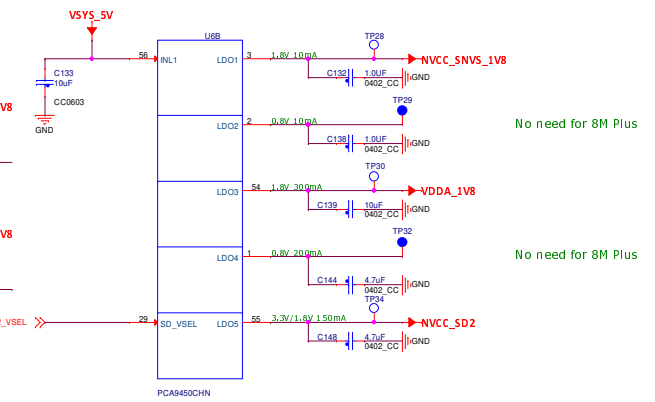 VSYS_5V
U6B
TP28
56
INL1
LDO1
3
1.8V 10mA
NVCC_SNVS_1V8
C133
10uF
C132
1.0UF
0402_CC
GND
CC0603
V8
TP29
GND
LDO2
2
0.8V 10mA
No need for 8M Plus
C138
1.0UF
0402_CC
GND
TP30
LDO3
54
1.8V 300mA
VDDA_1V8
C139
10uF
0402_CC
GND
V8
TP32
LDO4
1
0.8V 200mA
No need for 8M Plus
C144
4.7uF
0402_CC
GND
TP34
_VSEL
29
SD_VSEL
LDO5
55
3.3V/1.8V 150mA
NVCC_SD2
C148
4.7uF
0402_CC
GND
PCA9450CHN